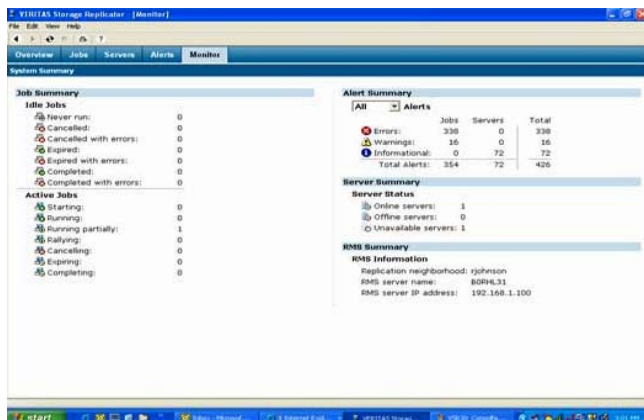 VERITAS Storage Replicator - [Monitor]
File Edit View Help
Overview Jobs Servers Alerts Monitor
System Summary
Job Summary
Idle Jobs
Never run: 0
Cancelled: 0
Cancelled with errors: 0
Expired: 0
Expired with errors: 0
Completed: 0
Completed with errors: 0
Active Jobs
Starting: 0
Running: 0
Running partially: 1
Rallying: 0
Cancelling: 0
Expiring: 0
Completing: 0
Alert Summary
All Alerts
Jobs Servers Total
Errors: 338 0 338
Warnings: 16 0 16
Informational: 0 72 72
Total Alerts: 354 72 426
Server Summary
Server Status
Online servers: 1
Offline servers: 0
Unavailable servers: 1
RMS Summary
RMS Information
Replication neighborhood: rjohnson
RMS server name: BORHL31
RMS server IP address: 192.168.1.100
start Inbox - Microsof... VERITAS Storag...